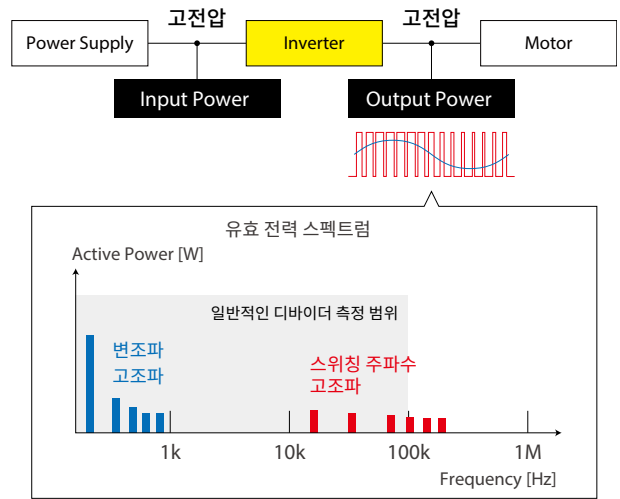 고전압
고전압
Power Supply
Inverter
Motor
Input Power
Output Power
유효 전력 스펙트럼
Active Power [W]
일반적인 디바이더 측정 범위
변조파
고조파
스위칭 주파수
고조파
1k
10k
100k
1M
Frequency [Hz]